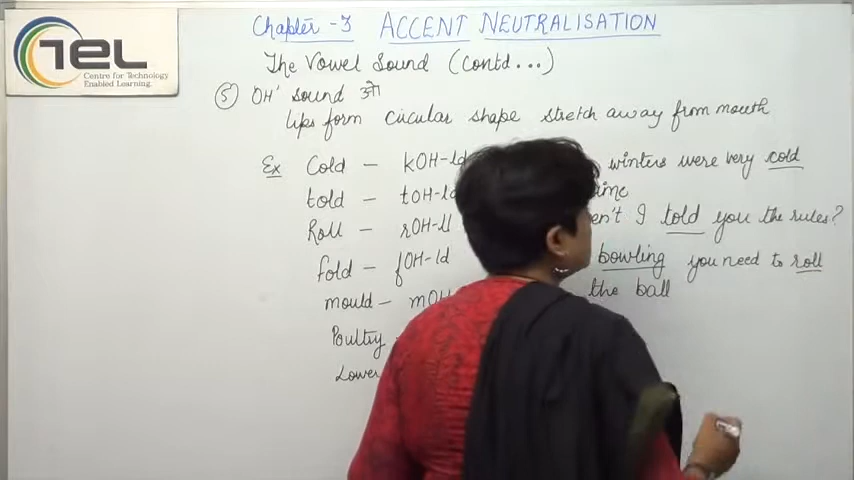 TEL
Centre for Technology
Enabled Learning.
Chapter - 3 ACCENT NEUTRALISATION
The Vowel Sound (Contd...)
5 'OH' sound ओ
lips form circular shape stretch away from mouth
Ex Cold - kOH-ld winters were very cold
told - tOH-ld
Roll - rOH-ll I told you the rules?
fold - fOH-ld bowling you need to roll
mould - mOH the ball
Poultry
Lower